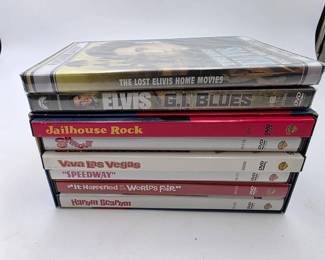 THE LOST ELVIS HOME MOVIES
ELVIS G.I. BLUES
DVD
Jailhouse Rock
Viva Las Vegas
"SPEEDWAY"
"It Happened at the World's Fair"
Harum Scarum